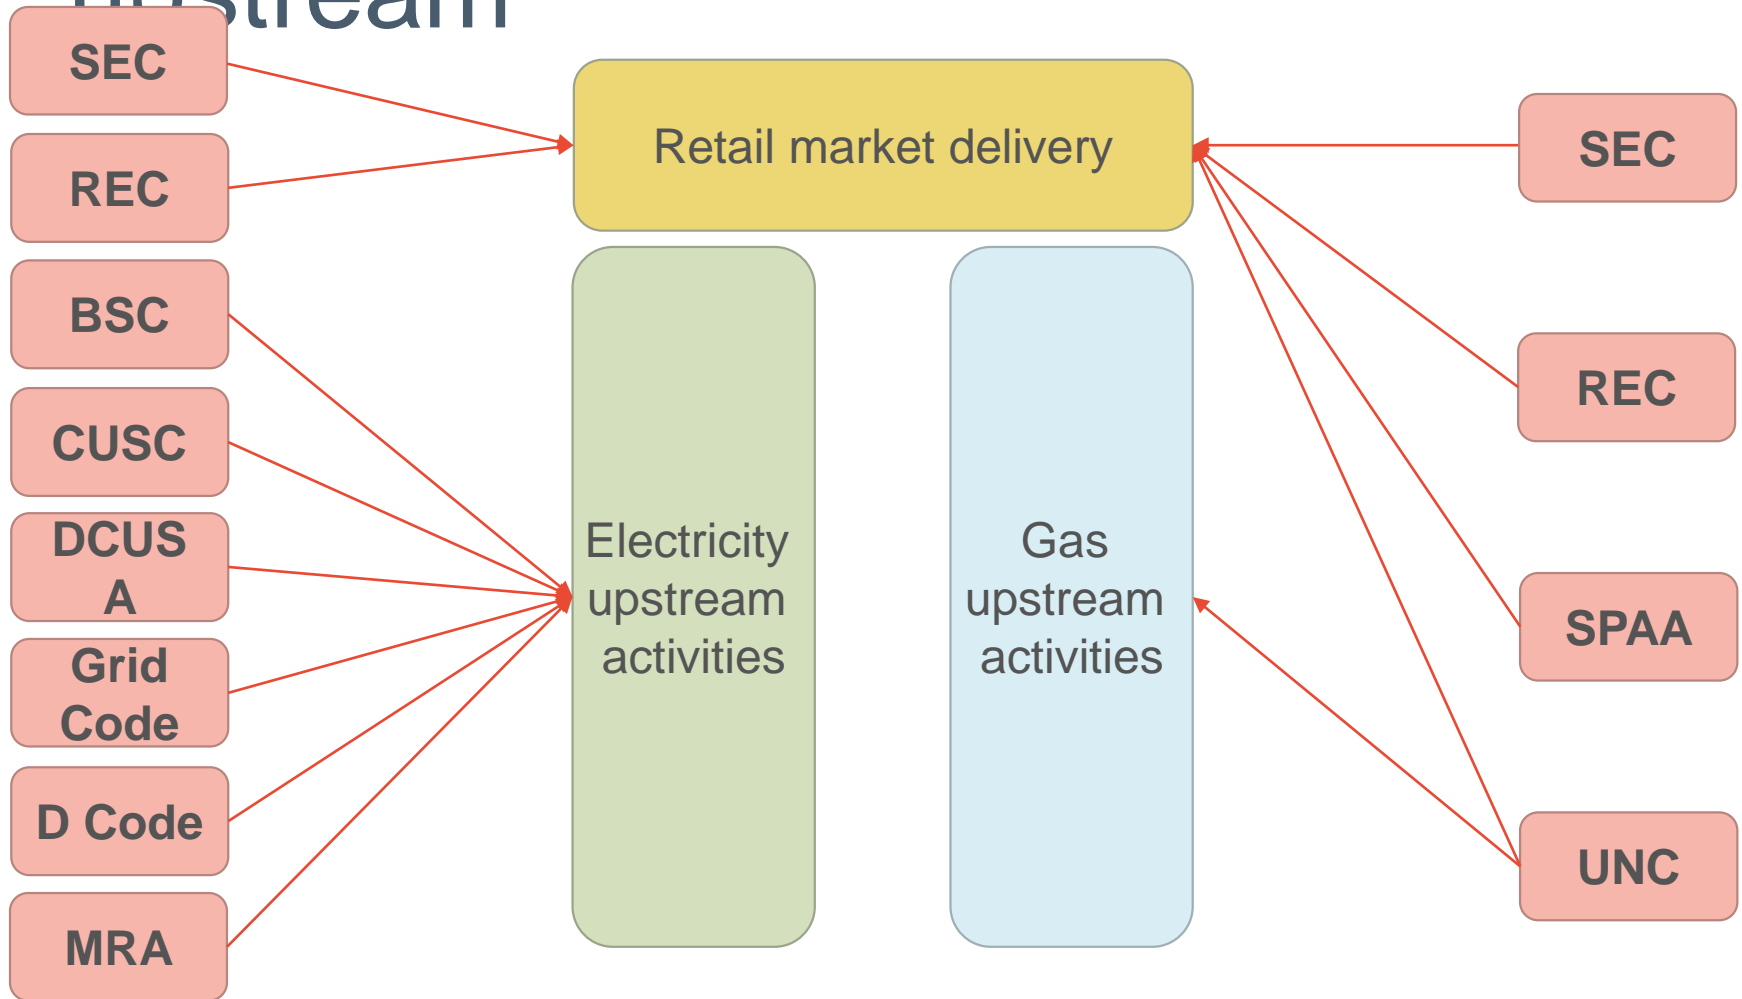 upstream
SEC
REC
BSC
CUSC
DCUS
A
Grid
Code
D Code
MRA
Retail market delivery
Electricity
upstream
activities
Gas
upstream
activities
SEC
REC
SPAA
UNC